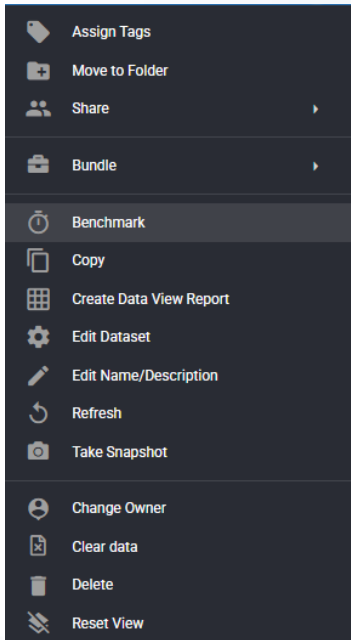 Assign Tags
Move to Folder
Share
Bundle
Benchmark
Copy
Create Data View Report
Edit Dataset
Edit Name/Description
Refresh
Take Snapshot
Change Owner
Clear data
Delete
Reset View